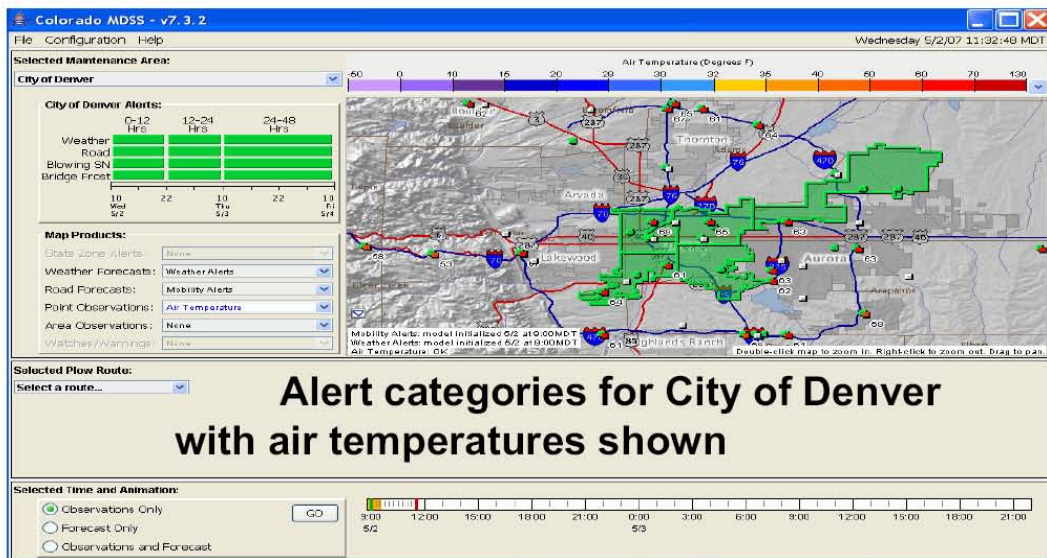 Colorado MDSS - v7.3.2
File Configuration Help
Wednesday 5/2/07 11:32:48 MDT
Selected Maintenance Area:
City of Denver
Air Temperature (Degrees F)
-50 0 10 15 20 29 30 32 35 40 50 60 70 130
City of Denver Alerts:
0-12 Hrs 12-24 Hrs 24-48 Hrs
Weather
Road
Blowing SN
Bridge Frost
10 22 10 22 10
Wed Thu Fri
5/2 5/3 5/4
Map Products:
State Zone Alerts None
Weather Forecasts: Weather Alerts
Road Forecasts: Mobility Alerts
Point Observations: Air Temperature
Area Observations: None
Watches/Warnings None
Boulder
Thornton
Arvada
Lakewood
Aurora
Arapahoe
Highlands Ranch
Mobility Alerts: model initialized 5/2 at 9:00MDT
Weather Alerts: model initialized 5/2 at 8:00MDT
Air Temperature: OK
Double-click map to zoom in. Right-click to zoom out. Drag to pan.
Selected Plow Route:
Select a route...
Alert categories for City of Denver
with air temperatures shown
Selected Time and Animation:
Observations Only
Forecast Only
Observations and Forecast
GO
9:00 12:00 15:00 18:00 21:00 0:00 3:00 6:00 9:00 12:00 15:00 18:00 21:00
5/2 5/3